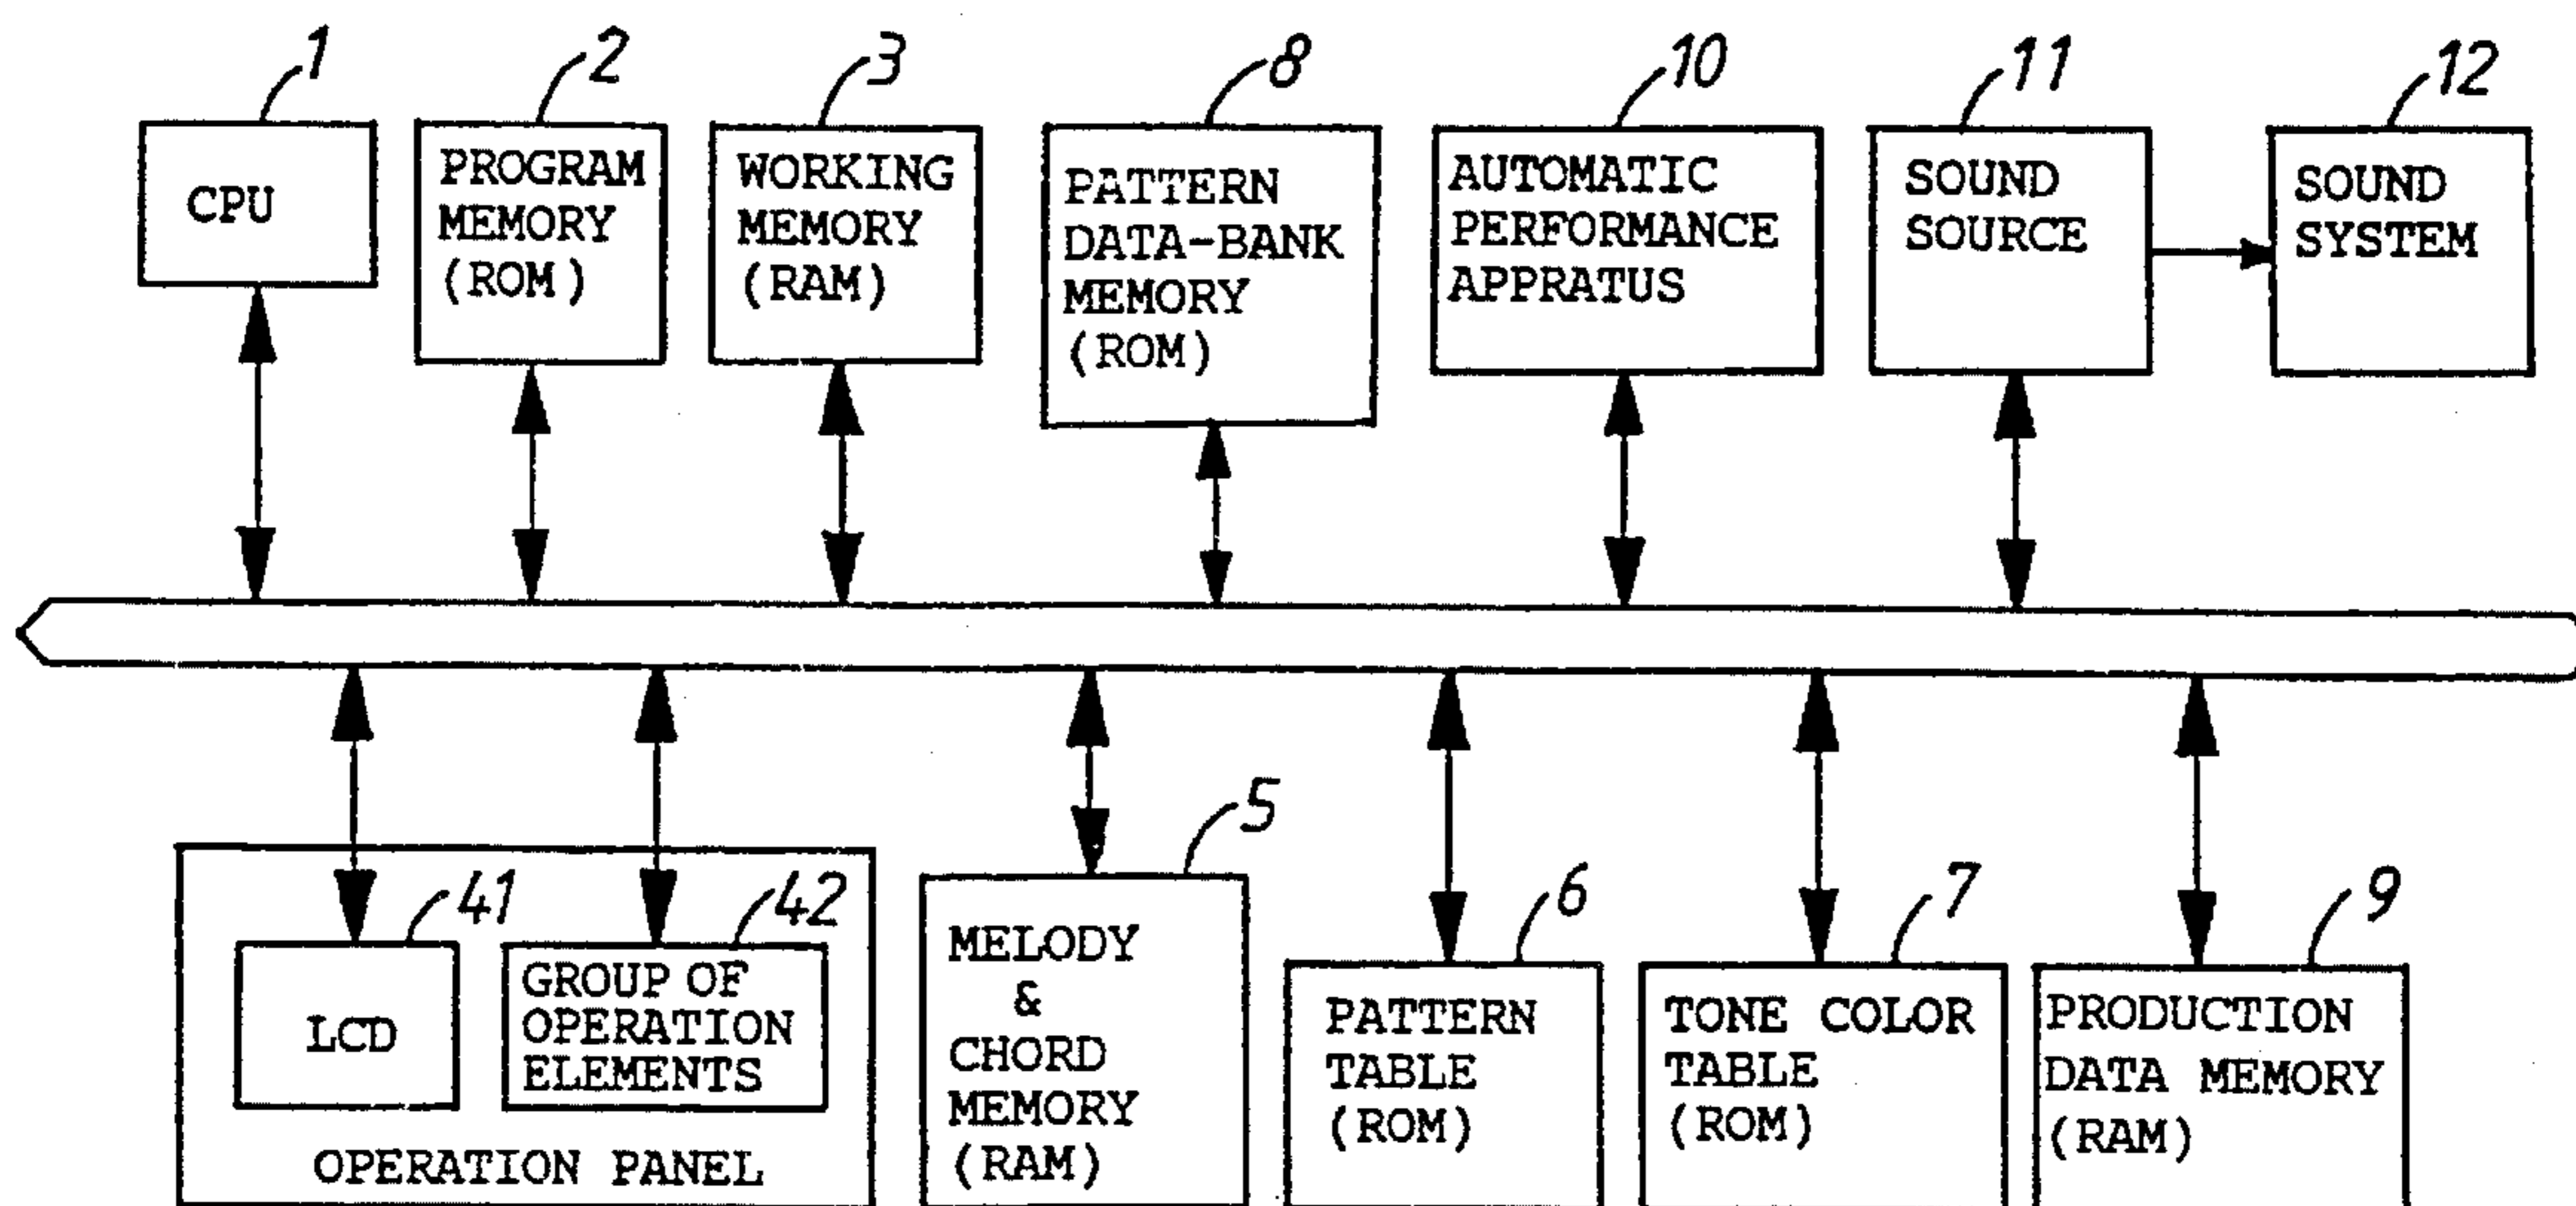 1
CPU
2
PROGRAM
MEMORY
(ROM)
3
WORKING
MEMORY
(RAM)
8
PATTERN
DATA-BANK
MEMORY
(ROM)
10
AUTOMATIC
PERFORMANCE
APPRATUS
11
SOUND
SOURCE
12
SOUND
SYSTEM
41
LCD
42
GROUP OF
OPERATION
ELEMENTS
OPERATION PANEL
5
MELODY
&
CHORD
MEMORY
(RAM)
6
PATTERN
TABLE
(ROM)
7
TONE COLOR
TABLE
(ROM)
9
PRODUCTION
DATA MEMORY
(RAM)